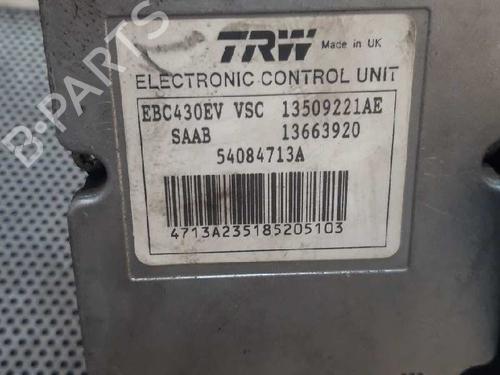 TRW Made in UK
ELECTRONIC CONTROL UNIT
EBC430EV VSC 13509221AE
SAAB 13663920
54084713A
4713A235185205103
B-PARTS